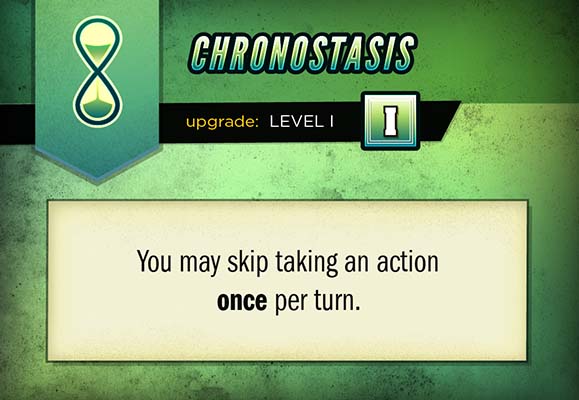 CHRONOSTASIS
upgrade: LEVEL I
I
You may skip taking an action
once per turn.